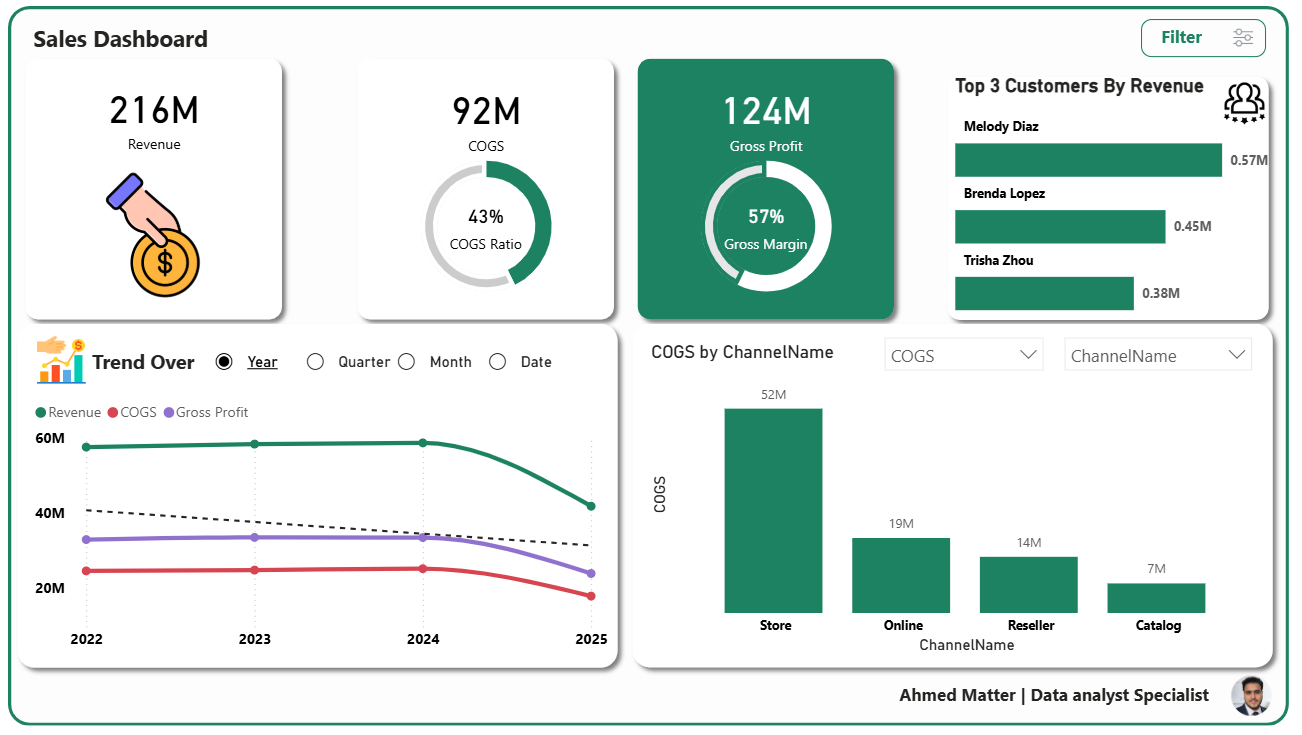 Sales Dashboard
Filter
216M
Revenue
$
92M
COGS
43%
COGS Ratio
124M
Gross Profit
57%
Gross Margin
Top 3 Customers By Revenue
Melody Diaz
0.57M
Brenda Lopez
0.45M
Trisha Zhou
0.38M
$
Trend Over
Year
Quarter
Month
Date
Revenue
COGS
Gross Profit
60M
40M
20M
2022
2023
2024
2025
COGS by ChannelName
COGS
ChannelName
COGS
52M
19M
14M
7M
Store
Online
Reseller
Catalog
ChannelName
Ahmed Matter | Data analyst Specialist